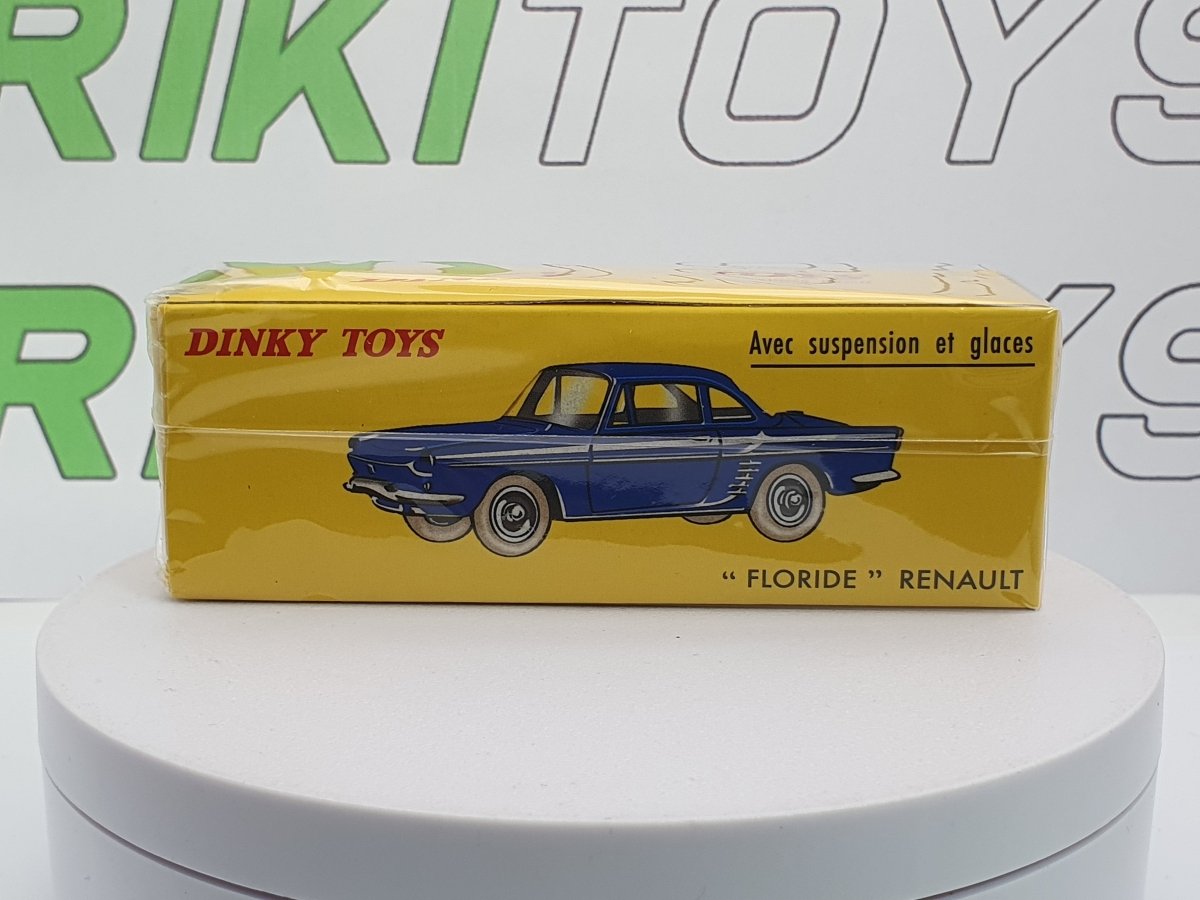 RIKITOYS
DINKY TOYS
Avec suspension et glaces
“ FLORIDE ” RENAULT